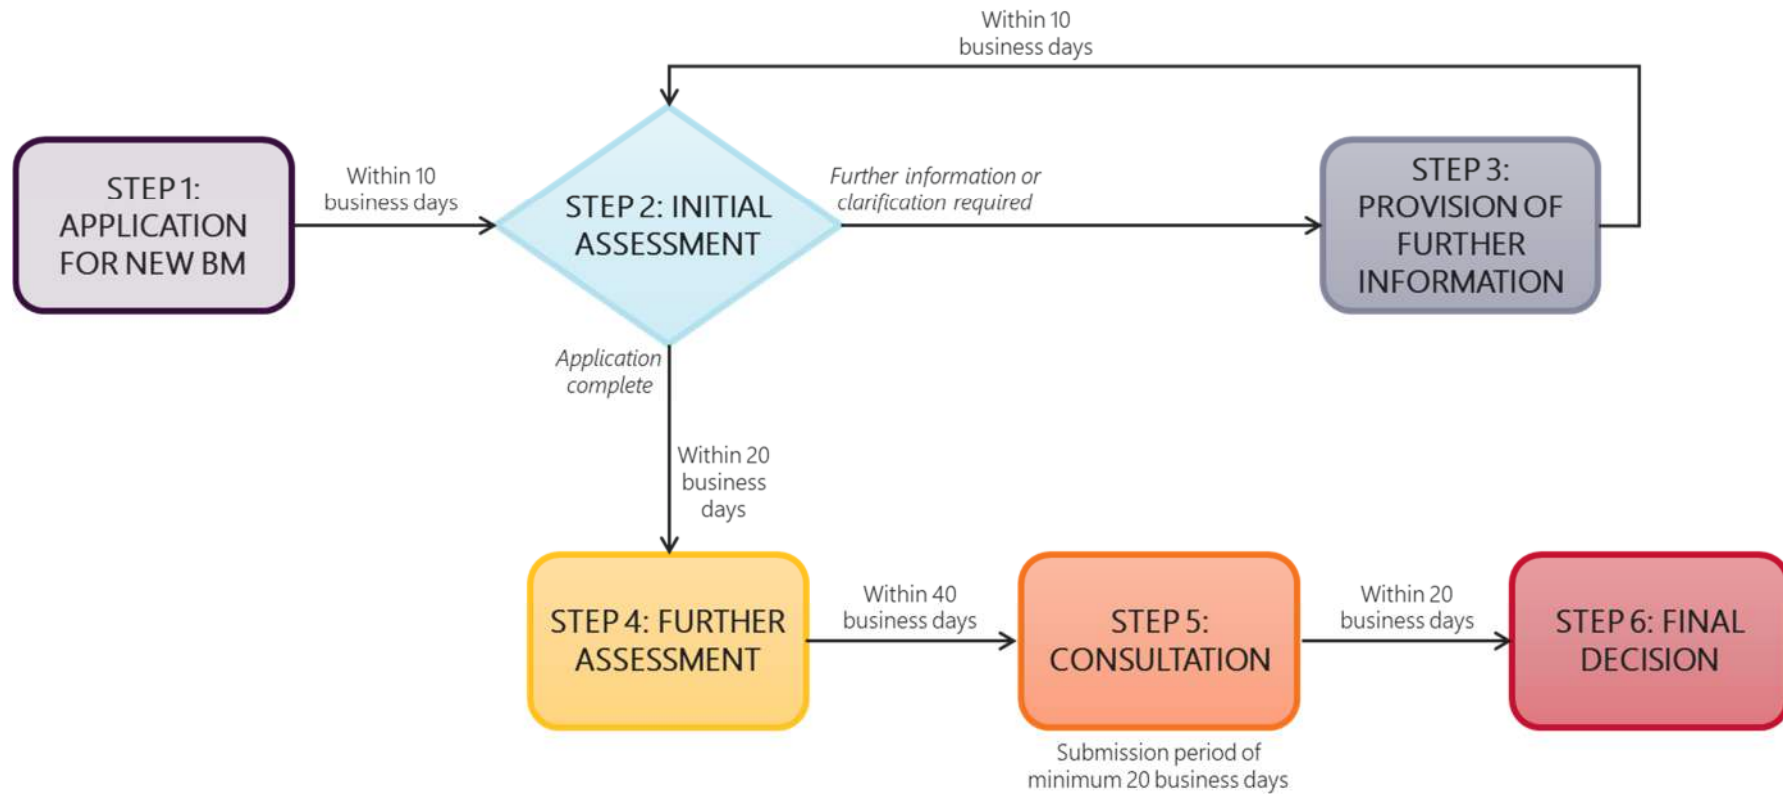 Within 10
business days
STEP 1:
APPLICATION
FOR NEW BM
Within 10
business days
STEP 2: INITIAL
ASSESSMENT
Further information or
clarification required
STEP 3:
PROVISION OF
FURTHER
INFORMATION
Application
complete
Within 20
business
days
STEP 4: FURTHER
ASSESSMENT
Within 40
business days
STEP 5:
CONSULTATION
Within 20
business days
STEP 6: FINAL
DECISION
Submission period of
minimum 20 business days